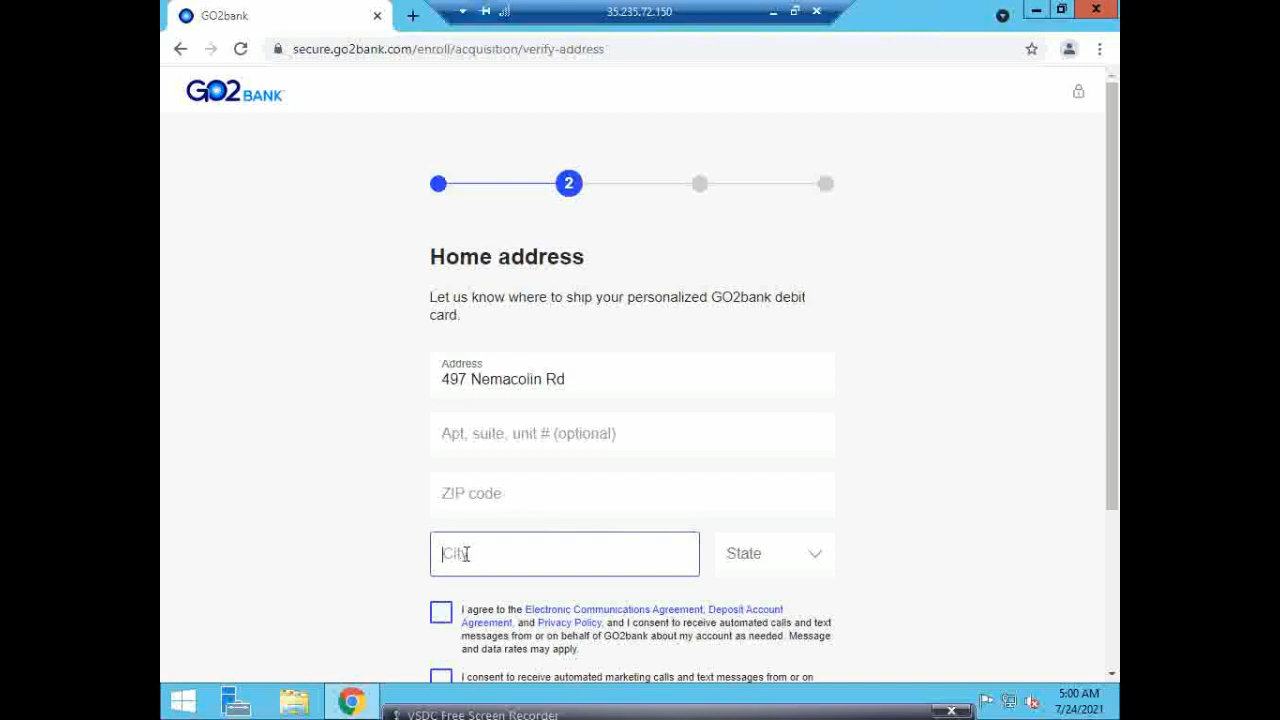 GO2bank
35.235.72.150
secure.go2bank.com/enroll/acquisition/verify-address
GO2 BANK
2
Home address
Let us know where to ship your personalized GO2bank debit
card.
Address
497 Nemacolin Rd
Apt, suite, unit # (optional)
ZIP code
City
State
I agree to the Electronic Communications Agreement, Deposit Account
Agreement, and Privacy Policy, and I consent to receive automated calls and text
messages from or on behalf of GO2bank about my account as needed. Message
and data rates may apply.
I consent to receive automated marketing calls and text messages from or on
5:00 AM
7/24/2021
VSDC Free Screen Recorder